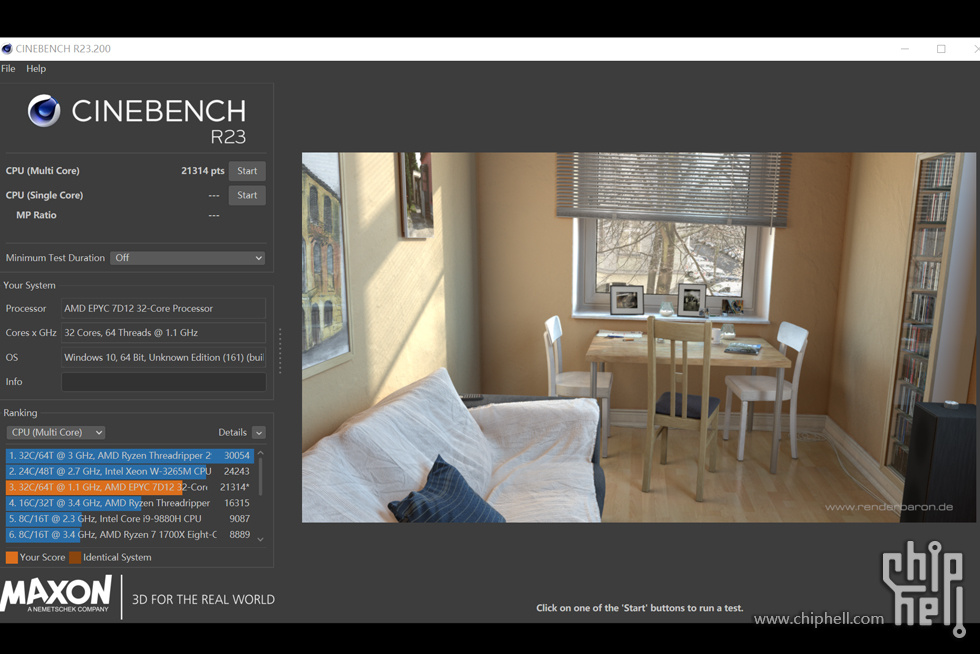 CINEBENCH R23.200
File Help
CINEBENCH
R23
CPU (Multi Core) 21314 pts Start
CPU (Single Core) --- Start
MP Ratio ---
Minimum Test Duration Off
Your System
Processor AMD EPYC 7D12 32-Core Processor
Cores x GHz 32 Cores, 64 Threads @ 1.1 GHz
OS Windows 10, 64 Bit, Unknown Edition (161) (buil
Info
Ranking
CPU (Multi Core) Details
1. 32C/64T @ 3 GHz, AMD Ryzen Threadripper 2 30054
2. 24C/48T @ 2.7 GHz, Intel Xeon W-3265M CPU 24243
3. 32C/64T @ 1.1 GHz, AMD EPYC 7D12 32-Core 21314*
4. 16C/32T @ 3.4 GHz, AMD Ryzen Threadripper 16315
5. 8C/16T @ 2.3 GHz, Intel Core i9-9880H CPU 9087
6. 8C/16T @ 3.4 GHz, AMD Ryzen 7 1700X Eight-C 8889
Your Score Identical System
MAXON
A NEMETSCHEK COMPANY
3D FOR THE REAL WORLD
www.renderbaron.de
Click on one of the 'Start' buttons to run a test.
www.chiphell.com
chip
hell